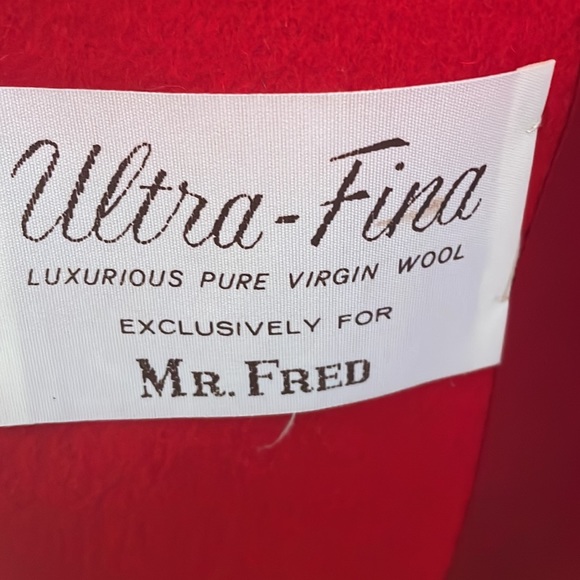 Ultra-Fina
LUXURIOUS PURE VIRGIN WOOL
EXCLUSIVELY FOR
MR. FRED